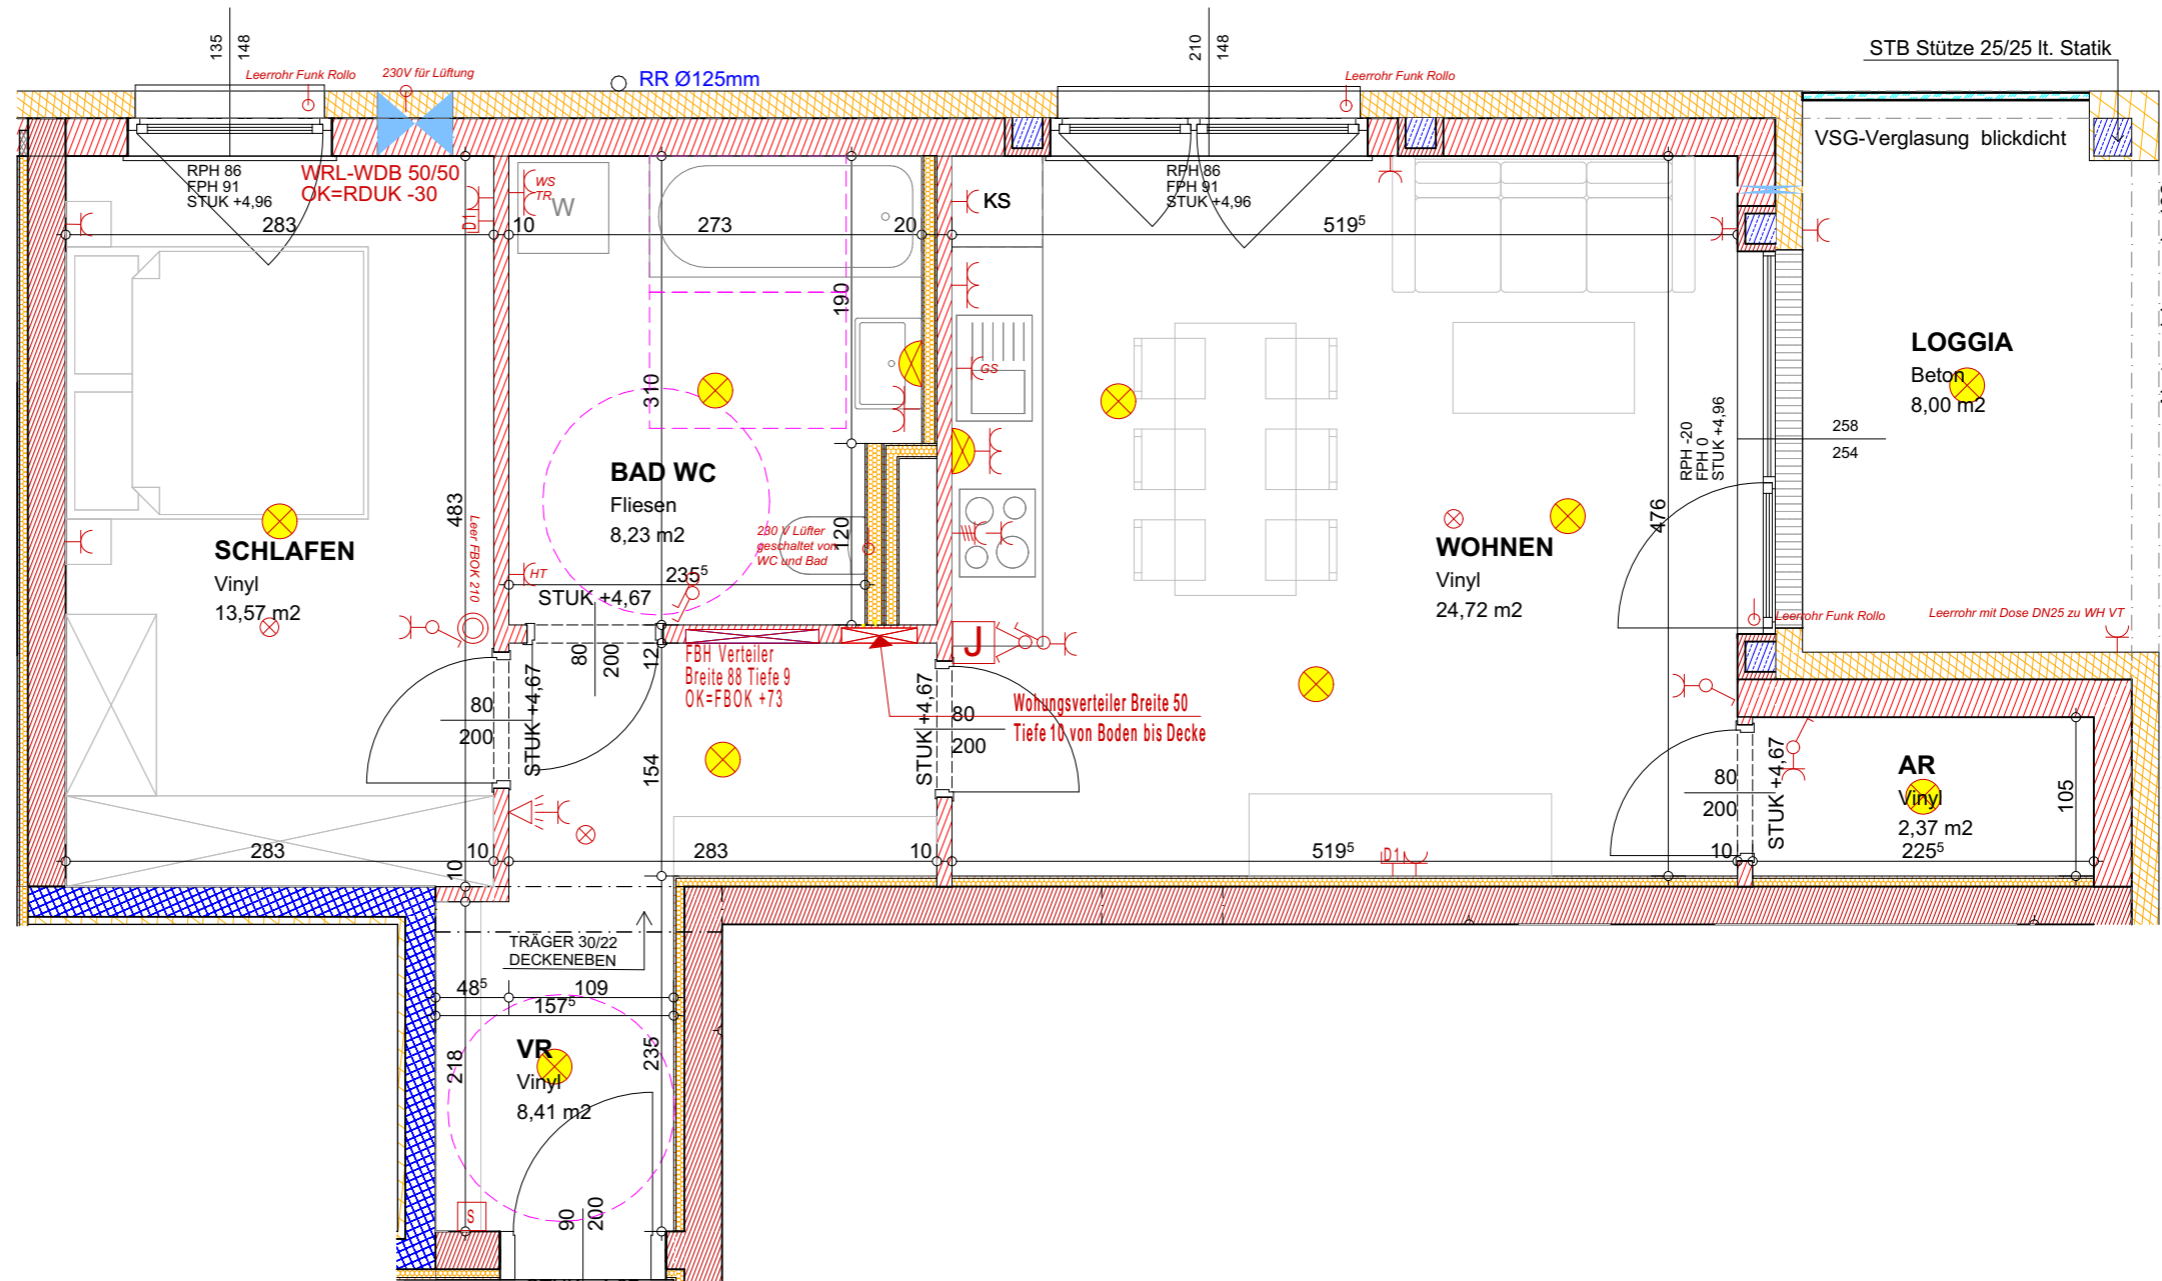 135
148
Leerrohr Funk Rollo
230V für Lüftung
RR Ø125mm
210
148
Leerrohr Funk Rollo
STB Stütze 25/25 lt. Statik
VSG-Verglasung blickdicht
RPH 86
FPH 91
STUK +4,96
WRL-WDB 50/50
OK=RDUK -30
D1
WS
TR
W
KS
RPH 86
FPH 91
STUK +4,96
283
10
273
20
519⁵
190
310
GS
LOGGIA
Beton
8,00 m2
258
254
RPH -20
FPH 0
STUK +4,96
BAD WC
Fliesen
8,23 m2
483
Leer FBOK 210
SCHLAFEN
Vinyl
13,57 m2
230 V Lüfter
geschaltet von
WC und Bad
120
HT
235⁵
STUK +4,67
476
WOHNEN
Vinyl
24,72 m2
Leerrohr Funk Rollo
Leerrohr mit Dose DN25 zu WH VT
J
80
200
12
FBH Verteiler
Breite 88 Tiefe 9
OK=FBOK +73
80
200
STUK +4,67
STUK +4,67
80
200
Wohungsverteiler Breite 50
Tiefe 10 von Boden bis Decke
154
80
200
STUK +4,67
AR
Vinyl
2,37 m2
105
283
10
10
283
10
519⁵
D1
10
225⁵
TRÄGER 30/22
DECKENEBEN
48⁵
109
157⁵
VR
Vinyl
8,41 m2
218
235
S
90
200